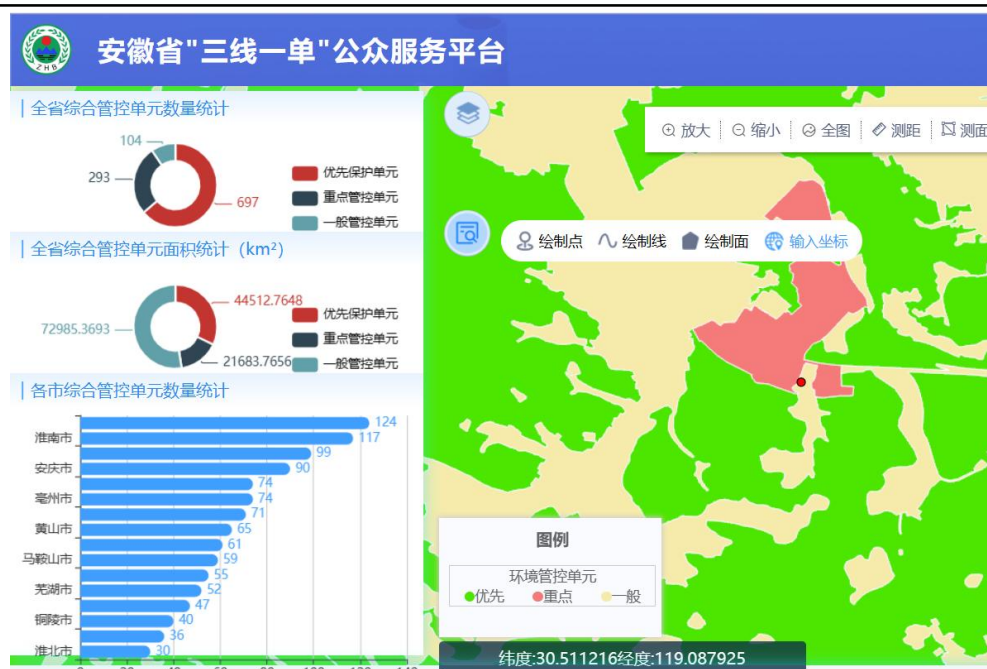 安徽省"三线一单"公众服务平台
ZHB
全省综合管控单元数量统计
104
293
697
优先保护单元
重点管控单元
一般管控单元
全省综合管控单元面积统计（km²）
44512.7648
72985.3693
21683.7656
优先保护单元
重点管控单元
一般管控单元
各市综合管控单元数量统计
124
淮南市 117
99
安庆市 90
74
亳州市 74
71
黄山市 65
61
马鞍山市 59
55
芜湖市 52
47
铜陵市 40
36
淮北市 30
放大 缩小 全图 测距 测面
绘制点 绘制线 绘制面 输入坐标
图例
环境管控单元
优先 重点 一般
纬度:30.511216经度:119.087925